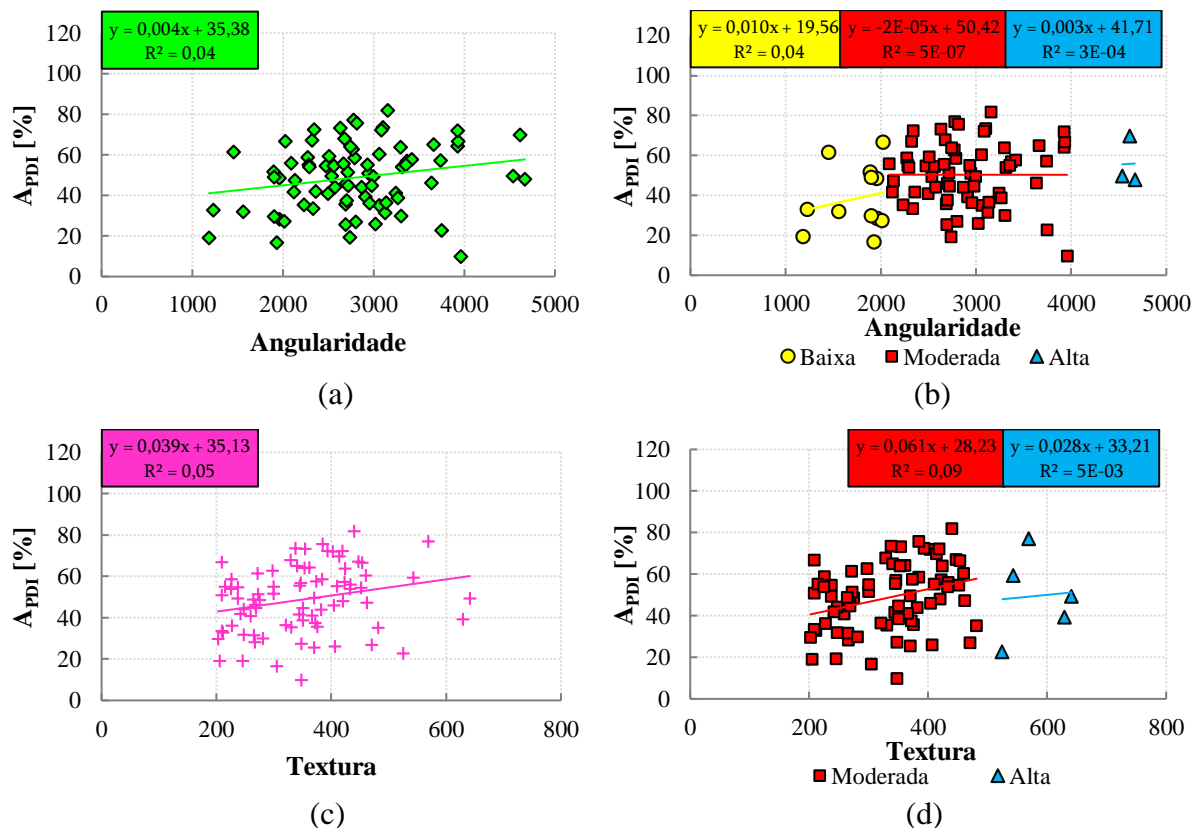 y = 0,004x + 35,38
R² = 0,04
120
100
80
60
40
20
0
A_PDI [%]
0 1000 2000 3000 4000 5000
Angularidade
(a)
y = 0,010x + 19,56
R² = 0,04
y = -2E-05x + 50,42
R² = 5E-07
y = 0,003x + 41,71
R² = 3E-04
120
100
80
60
40
20
0
A_PDI [%]
0 1000 2000 3000 4000 5000
Angularidade
Baixa Moderada Alta
(b)
y = 0,039x + 35,13
R² = 0,05
120
100
80
60
40
20
0
A_PDI [%]
0 200 400 600 800
Textura
(c)
y = 0,061x + 28,23
R² = 0,09
y = 0,028x + 33,21
R² = 5E-03
120
100
80
60
40
20
0
A_PDI [%]
0 200 400 600 800
Textura
Moderada Alta
(d)